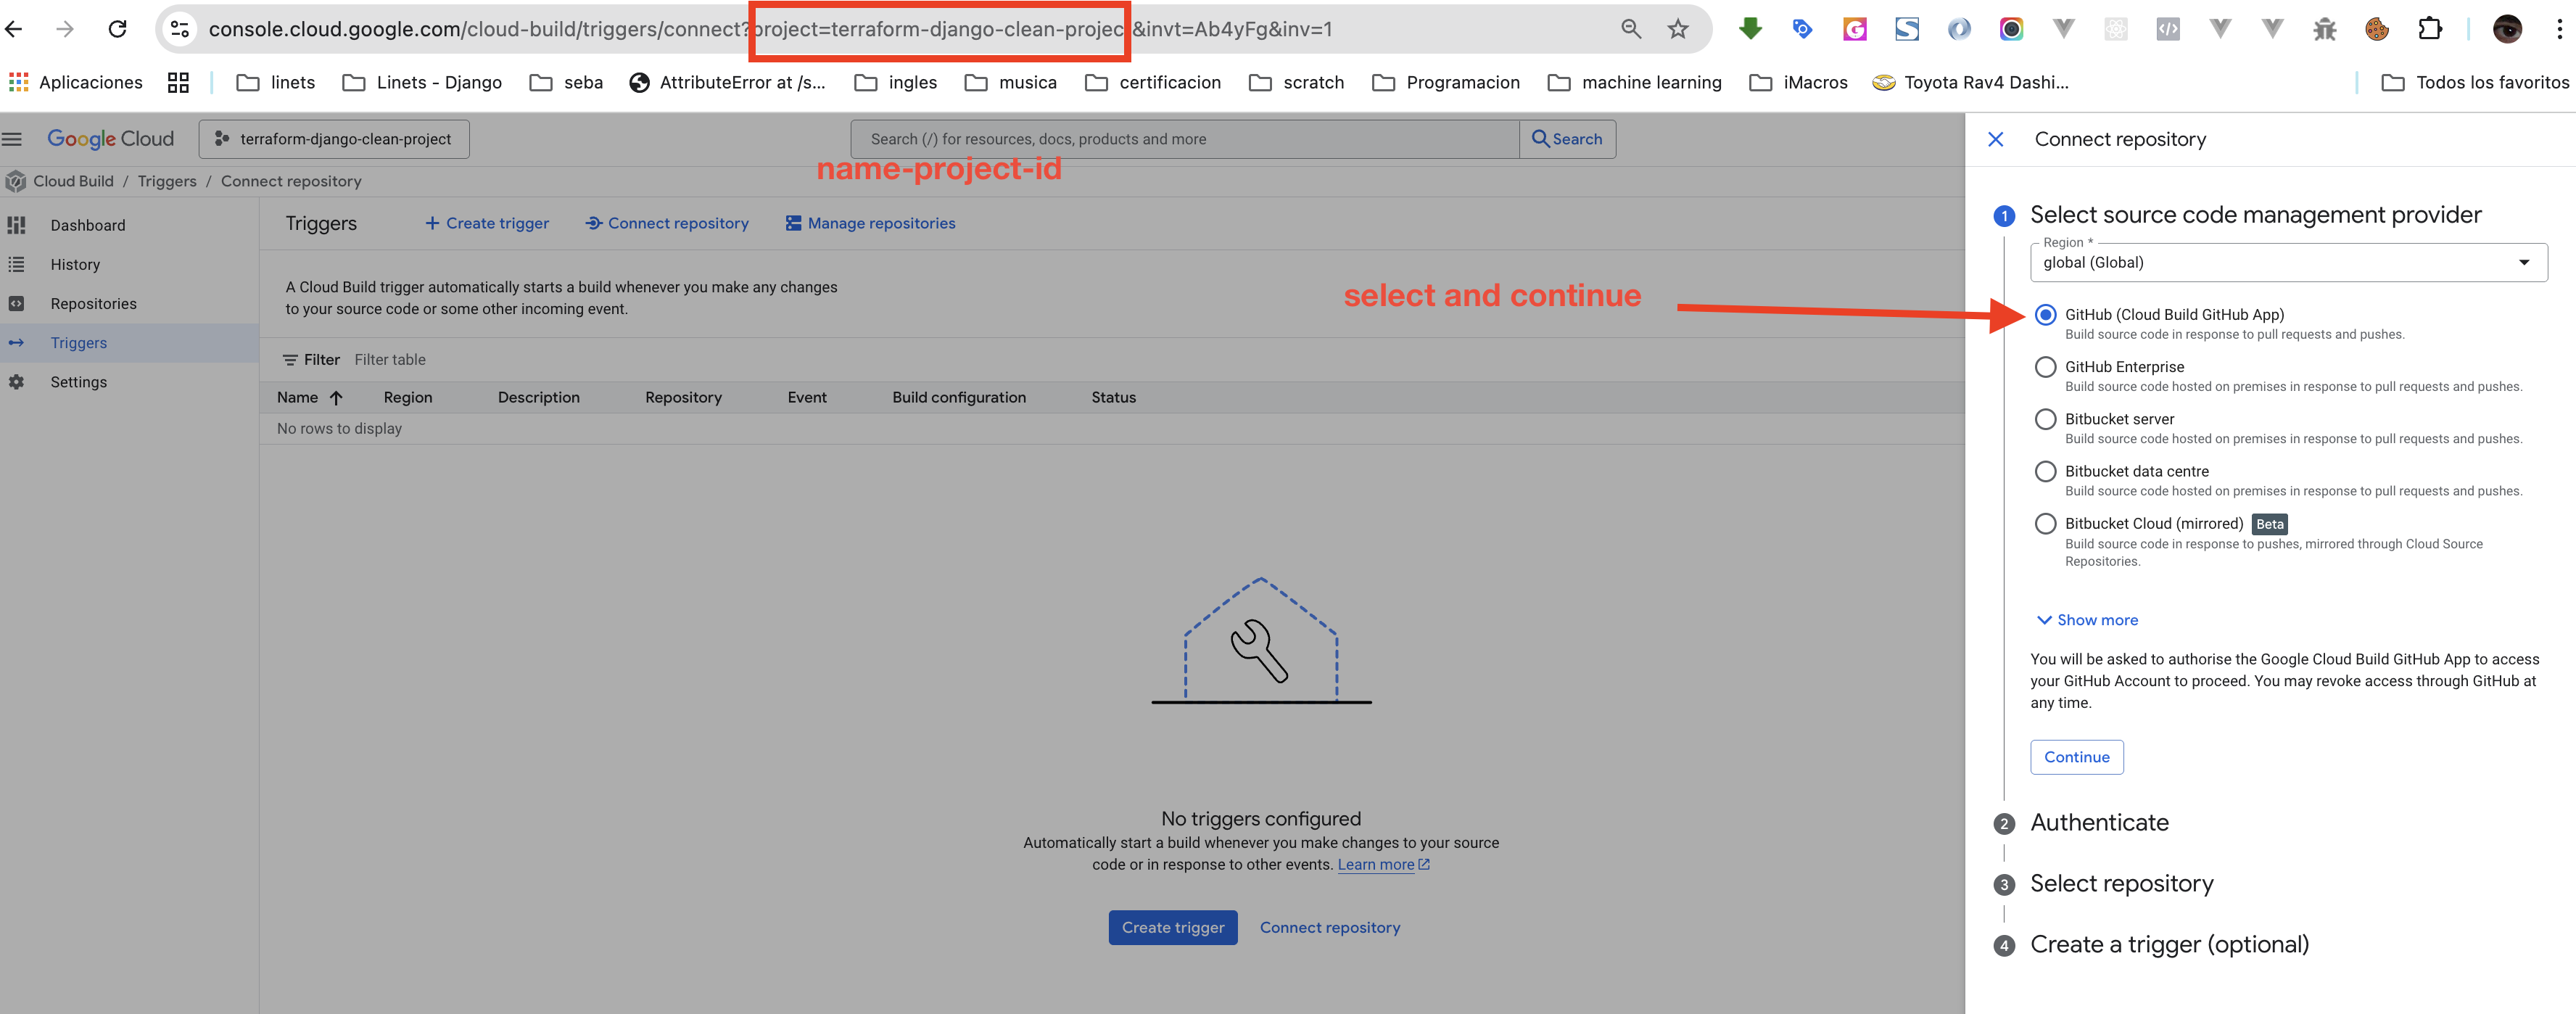 console.cloud.google.com/cloud-build/triggers/connect?project=terraform-django-clean-projec &invt=Ab4yFg&inv=1
Aplicaciones
linets
Linets - Django
seba
AttributeError at /s...
ingles
musica
certificacion
scratch
Programacion
machine learning
iMacros
Toyota Rav4 Dashi...
Todos los favoritos
Google Cloud
terraform-django-clean-project
Search (/) for resources, docs, products and more
Search
name-project-id
Cloud Build / Triggers / Connect repository
Dashboard
History
Repositories
Triggers
Settings
Triggers
Create trigger
Connect repository
Manage repositories
A Cloud Build trigger automatically starts a build whenever you make any changes
to your source code or some other incoming event.
select and continue
Filter Filter table
Name Region Description Repository Event Build configuration Status
No rows to display
No triggers configured
Automatically start a build whenever you make changes to your source
code or in response to other events. Learn more
Create trigger
Connect repository
Connect repository
1 Select source code management provider
Region *
global (Global)
GitHub (Cloud Build GitHub App)
Build source code in response to pull requests and pushes.
GitHub Enterprise
Build source code hosted on premises in response to pull requests and pushes.
Bitbucket server
Build source code hosted on premises in response to pull requests and pushes.
Bitbucket data centre
Build source code hosted on premises in response to pull requests and pushes.
Bitbucket Cloud (mirrored) Beta
Build source code in response to pushes, mirrored through Cloud Source
Repositories.
Show more
You will be asked to authorise the Google Cloud Build GitHub App to access
your GitHub Account to proceed. You may revoke access through GitHub at
any time.
Continue
2 Authenticate
3 Select repository
4 Create a trigger (optional)